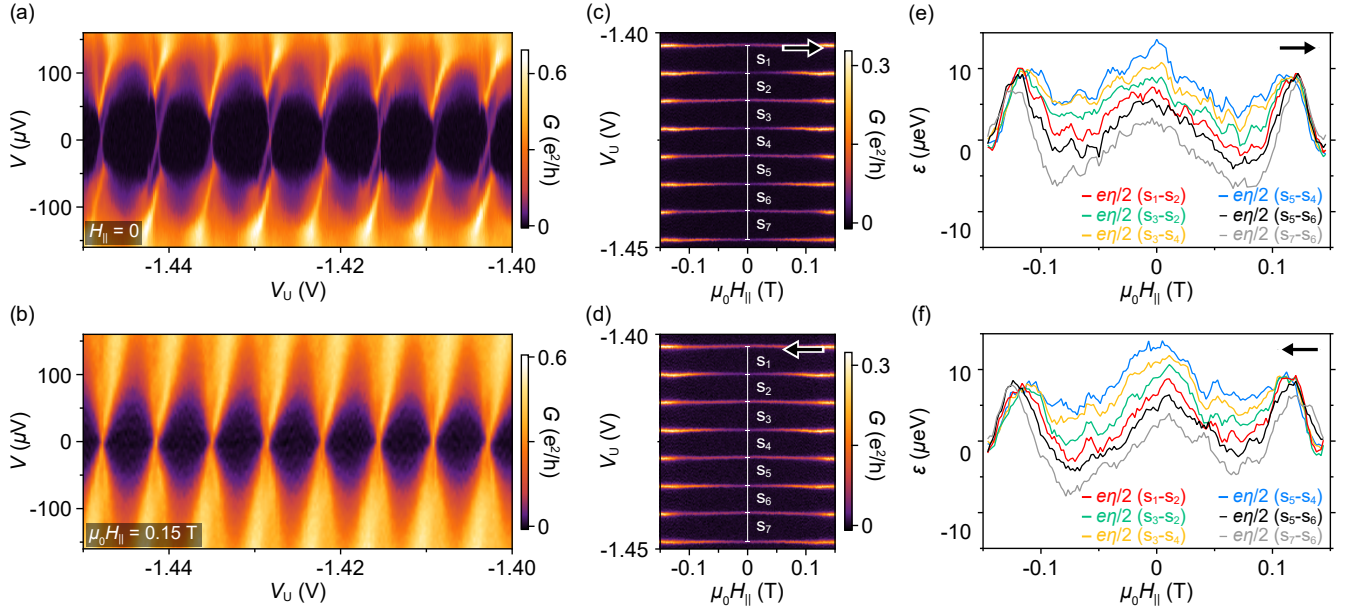 (a)
100
0
-100
V (μV)
H|| = 0
-1.44
-1.42
-1.40
V_U (V)
0.6
0
G (e²/h)
(b)
100
0
-100
V (μV)
μ₀H|| = 0.15 T
-1.44
-1.42
-1.40
V_U (V)
0.6
0
G (e²/h)
(c)
-1.40
-1.45
V_U (V)
s₁
s₂
s₃
s₄
s₅
s₆
s₇
-0.1
0
0.1
μ₀H|| (T)
0.3
0
G (e²/h)
(d)
-1.40
-1.45
V_U (V)
s₁
s₂
s₃
s₄
s₅
s₆
s₇
-0.1
0
0.1
μ₀H|| (T)
0.3
0
G (e²/h)
(e)
10
0
-10
ε (μeV)
eη/2 (s₁-s₂)
eη/2 (s₃-s₂)
eη/2 (s₃-s₄)
eη/2 (s₅-s₄)
eη/2 (s₅-s₆)
eη/2 (s₇-s₆)
-0.1
0
0.1
μ₀H|| (T)
(f)
10
0
-10
ε (μeV)
eη/2 (s₁-s₂)
eη/2 (s₃-s₂)
eη/2 (s₃-s₄)
eη/2 (s₅-s₄)
eη/2 (s₅-s₆)
eη/2 (s₇-s₆)
-0.1
0
0.1
μ₀H|| (T)